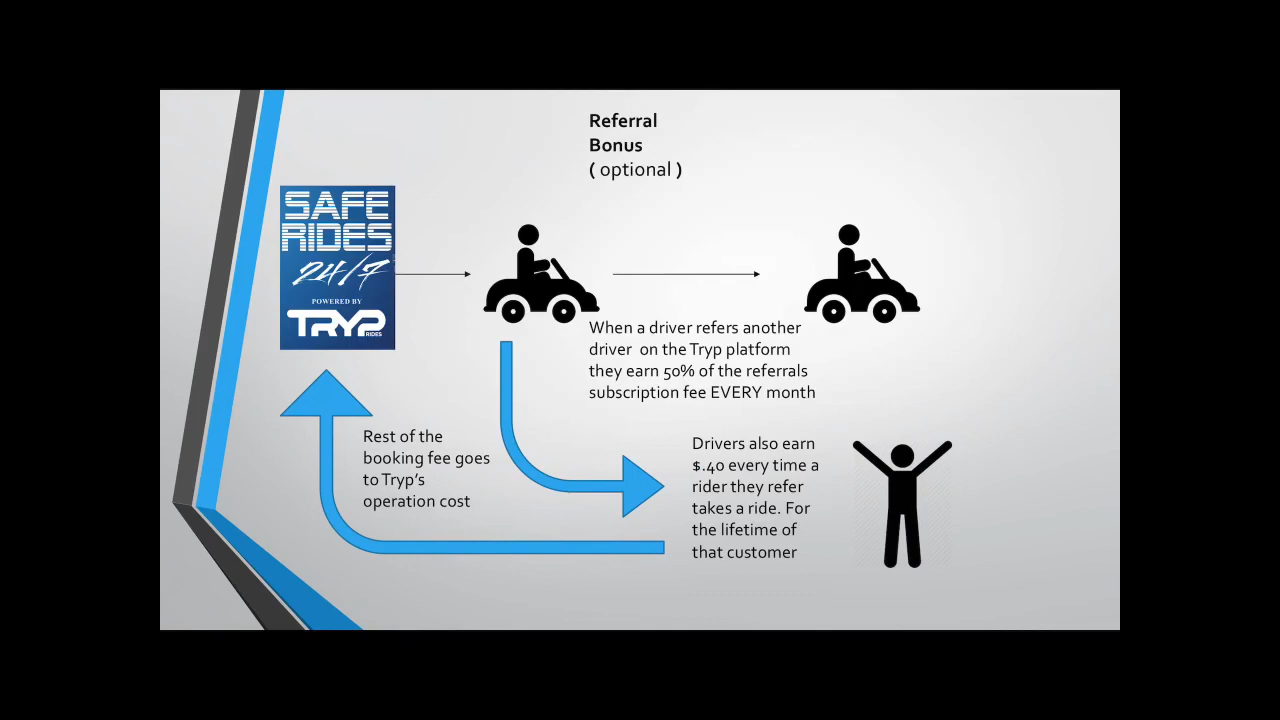 Referral
Bonus
( optional )
SAFE
RIDES
24/7
POWERED BY
TRYP
RIDES
When a driver refers another
driver on the Tryp platform
they earn 50% of the referrals
subscription fee EVERY month
Rest of the
booking fee goes
to Tryp's
operation cost
Drivers also earn
$.40 every time a
rider they refer
takes a ride. For
the lifetime of
that customer